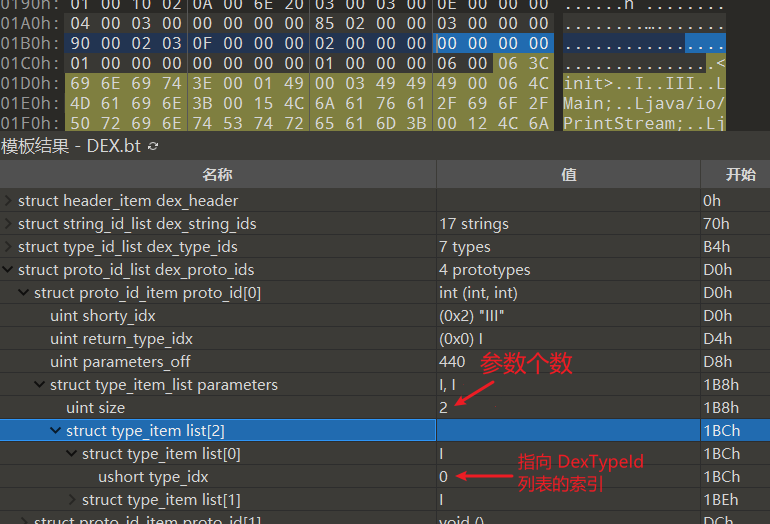 0190h: 01 00 10 02 0A 00 6E 20 03 00 03 00 0E 00 00 00 ......n ........
01A0h: 04 00 03 00 00 00 00 00 85 02 00 00 03 00 00 00 ........….......
01B0h: 90 00 02 03 0F 00 00 00 02 00 00 00 00 00 00 00 ................
01C0h: 01 00 00 00 00 00 00 00 01 00 00 00 06 00 06 3C ..............<
01D0h: 69 6E 69 74 3E 00 01 49 00 03 49 49 49 00 06 4C init>..I..III..L
01E0h: 4D 61 69 6E 3B 00 15 4C 6A 61 76 61 2F 69 6F 2F Main;..Ljava/io/
01F0h: 50 72 69 6E 74 53 74 72 65 61 6D 3B 00 12 4C 6A PrintStream;..Lj
模板结果 - DEX.bt
名称 值 开始
struct header_item dex_header 0h
struct string_id_list dex_string_ids 17 strings 70h
struct type_id_list dex_type_ids 7 types B4h
struct proto_id_list dex_proto_ids 4 prototypes D0h
struct proto_id_item proto_id[0] int (int, int) D0h
uint shorty_idx (0x2) "III" D0h
uint return_type_idx (0x0) I D4h
uint parameters_off 440 D8h
参数个数
struct type_item_list parameters I, I 1B8h
uint size 2 1B8h
struct type_item list[2] 1BCh
struct type_item list[0] I 1BCh
指向 DexTypeId
ushort type_idx 0 1BCh
列表的索引
struct type_item list[1] I 1BEh
struct proto_id_item proto_id[1] void () DCh